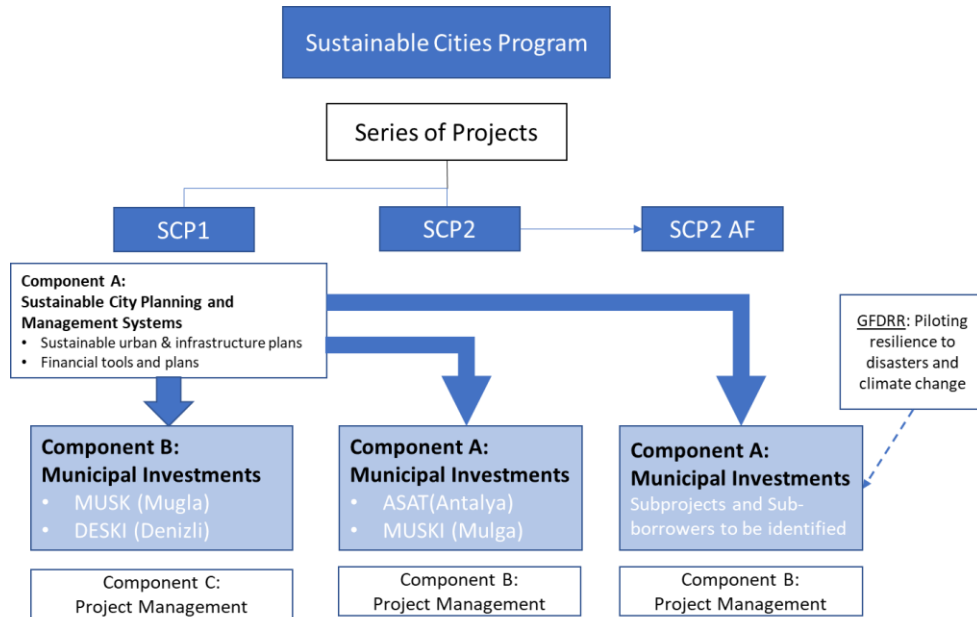 Sustainable Cities Program
Series of Projects
SCP1
SCP2
SCP2 AF
Component A:
Sustainable City Planning and
Management Systems
• Sustainable urban & infrastructure plans
• Financial tools and plans
GFDRR: Piloting
resilience to
disasters and
climate change
Component B:
Municipal Investments
• MUSK (Mugla)
• DESKI (Denizli)
Component A:
Municipal Investments
• ASAT(Antalya)
• MUSKI (Mulga)
Component A:
Municipal Investments
Subprojects and Sub-
borrowers to be identified
Component C:
Project Management
Component B:
Project Management
Component B:
Project Management